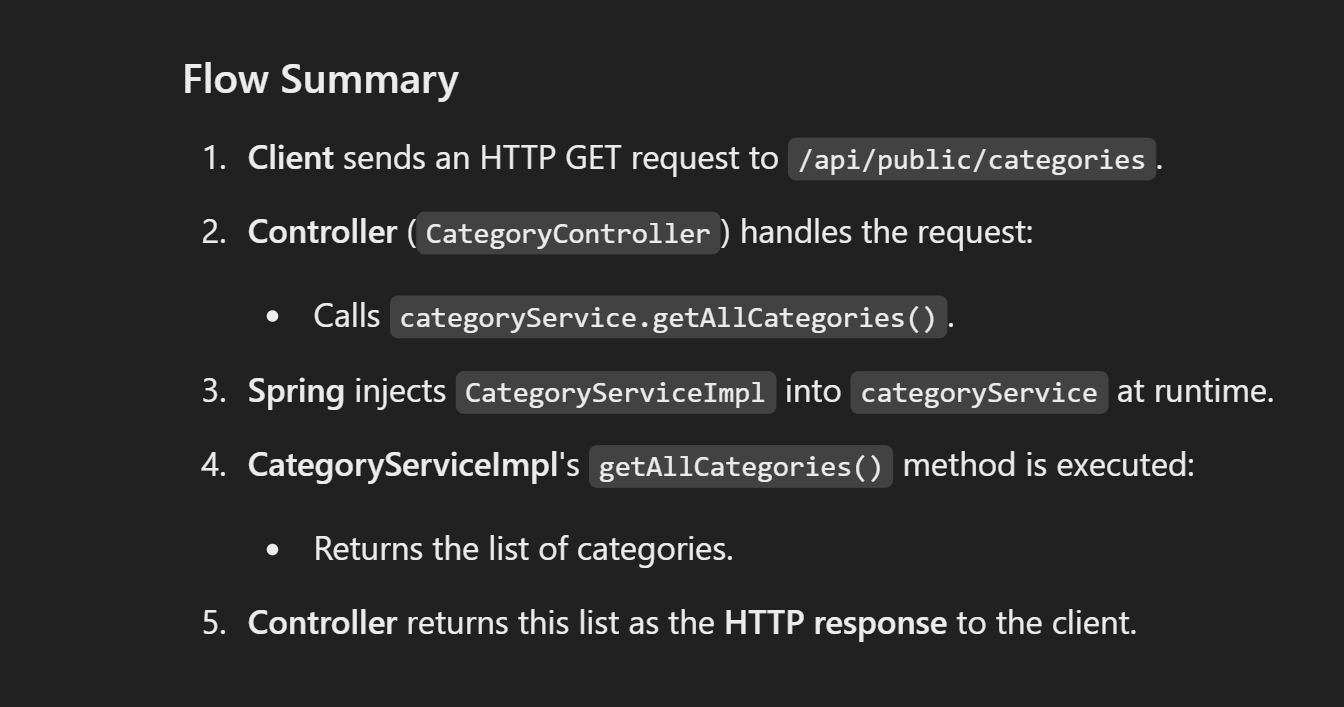 Flow Summary
1. Client sends an HTTP GET request to /api/public/categories.
2. Controller (CategoryController) handles the request:
• Calls categoryService.getAllCategories().
3. Spring injects CategoryServiceImpl into categoryService at runtime.
4. CategoryServiceImpl's getAllCategories() method is executed:
• Returns the list of categories.
5. Controller returns this list as the HTTP response to the client.